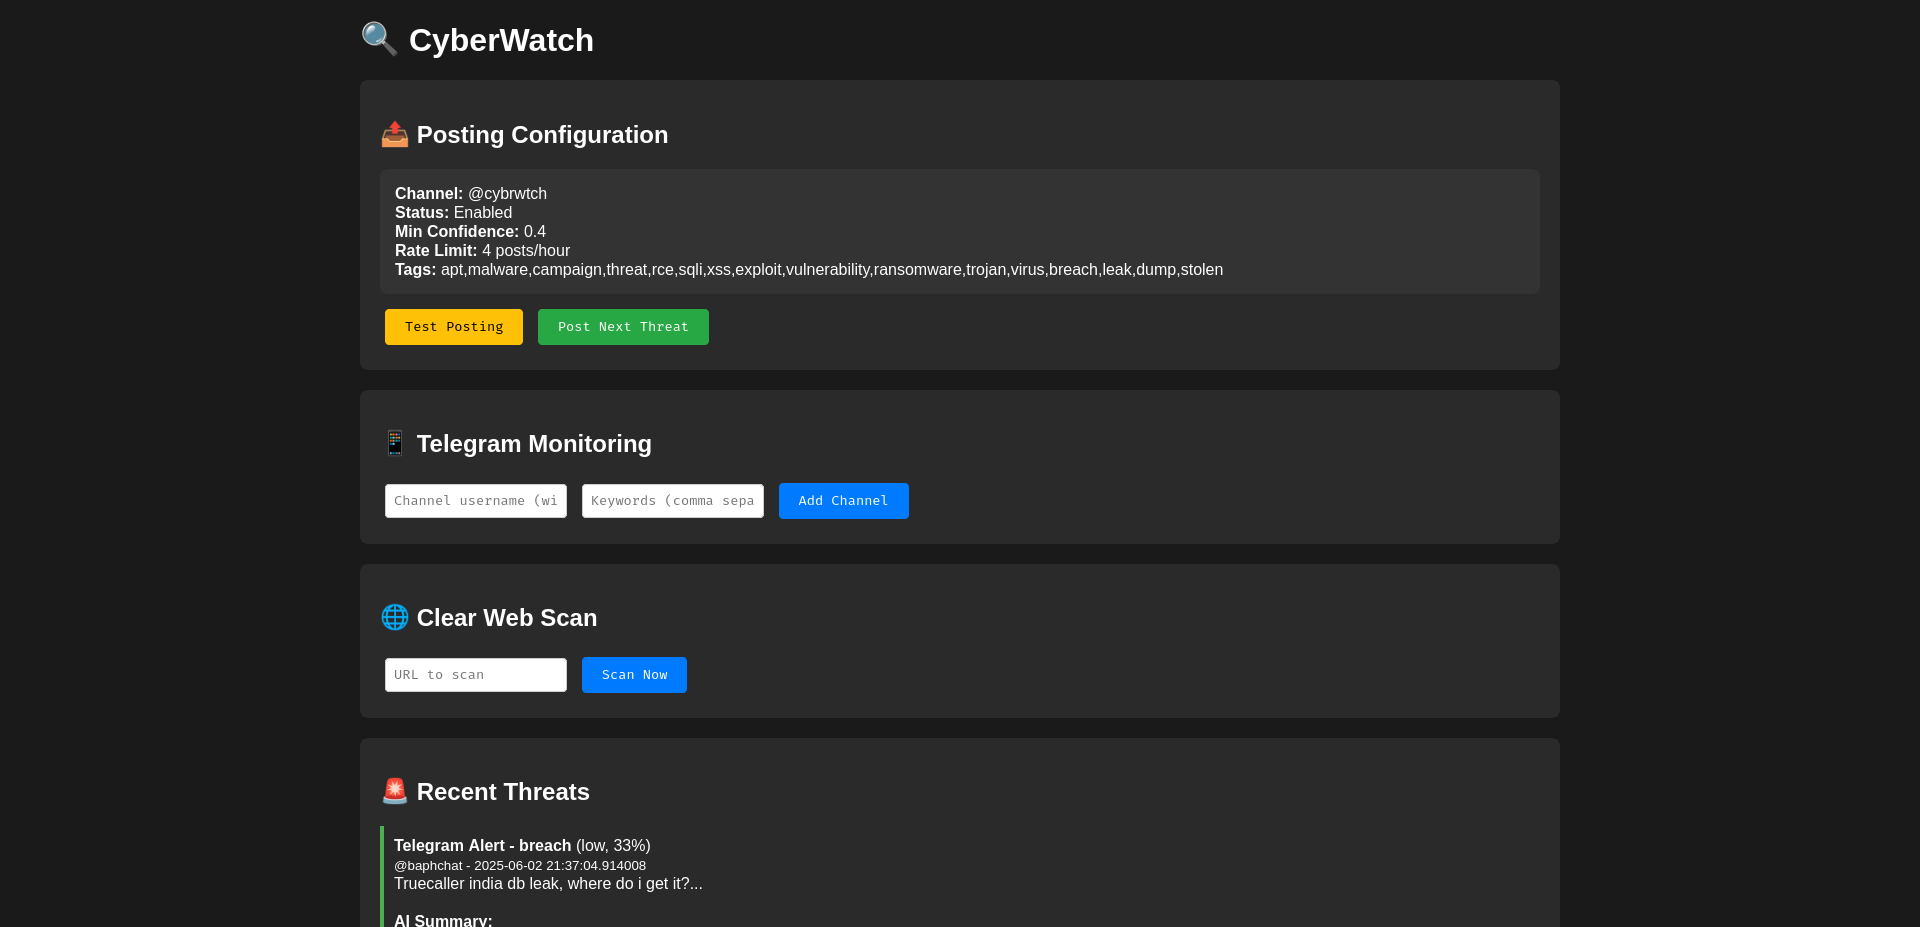 CyberWatch
Posting Configuration
Channel: @cybrwtch
Status: Enabled
Min Confidence: 0.4
Rate Limit: 4 posts/hour
Tags: apt,malware,campaign,threat,rce,sqli,xss,exploit,vulnerability,ransomware,trojan,virus,breach,leak,dump,stolen
Test Posting Post Next Threat
Telegram Monitoring
Channel username (wi Keywords (comma sepa Add Channel
Clear Web Scan
URL to scan Scan Now
Recent Threats
Telegram Alert - breach (low, 33%)
@baphchat - 2025-06-02 21:37:04.914008
Truecaller india db leak, where do i get it?...
AI Summary: